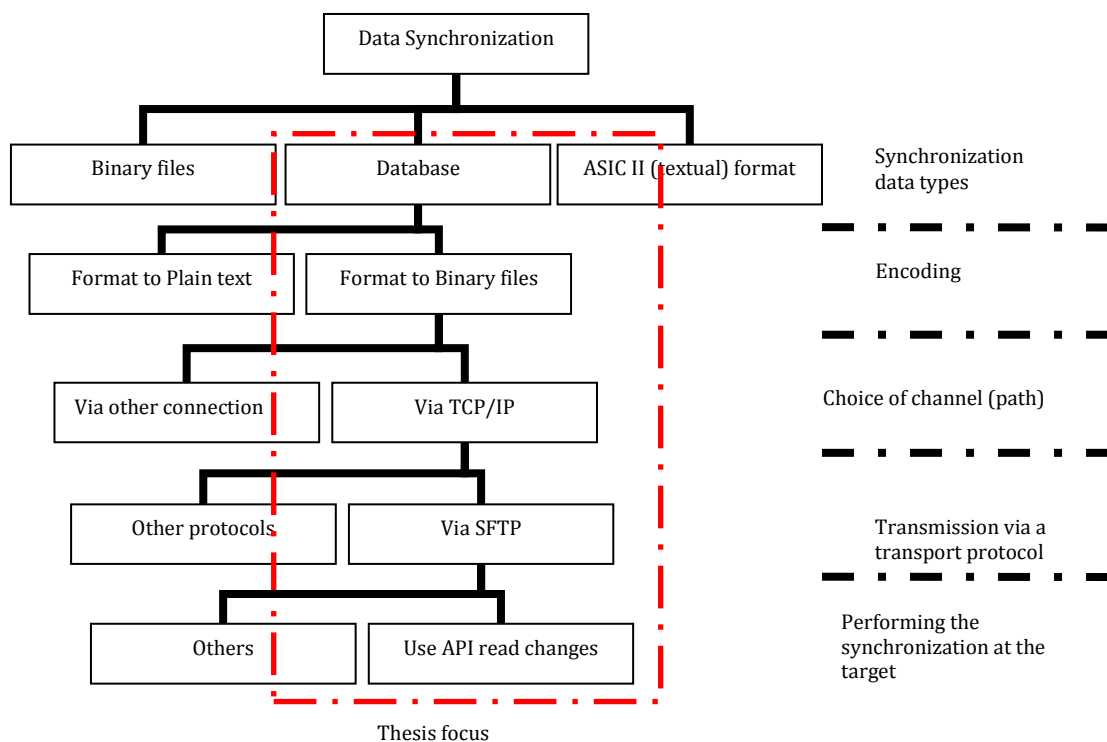 Data Synchronization
Binary files
Database
ASIC II (textual) format
Synchronization
data types
Format to Plain text
Format to Binary files
Encoding
Via other connection
Via TCP/IP
Choice of channel (path)
Other protocols
Via SFTP
Transmission via a
transport protocol
Others
Use API read changes
Performing the
synchronization at the
target
Thesis focus